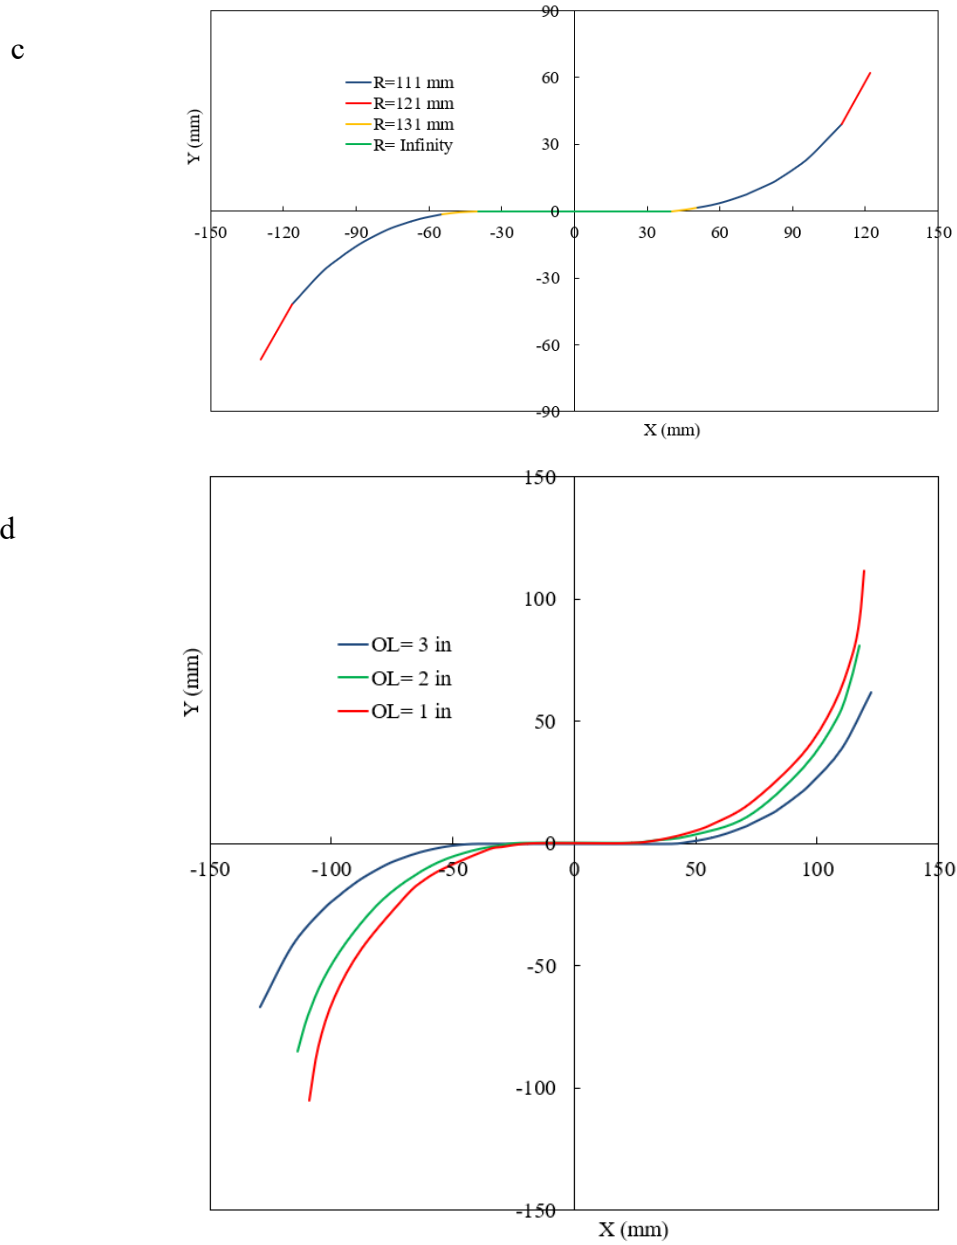 c
90
60
30
0
-30
-60
-90
Y (mm)
R=111 mm
R=121 mm
R=131 mm
R= Infinity
-150 -120 -90 -60 -30 0 30 60 90 120 150
X (mm)
d
150
100
50
0
-50
-100
-150
Y (mm)
OL= 3 in
OL= 2 in
OL= 1 in
-150 -100 -50 0 50 100 150
X (mm)